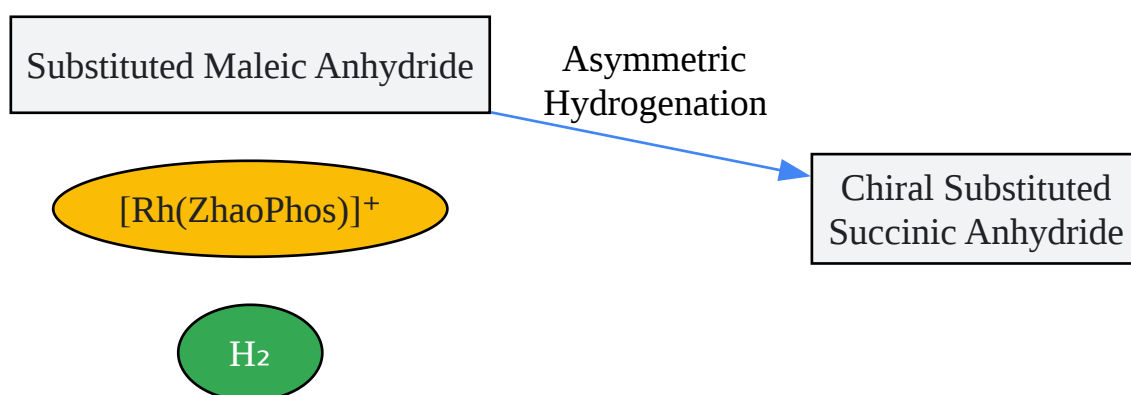 Substituted Maleic Anhydride
Asymmetric
Hydrogenation
[Rh(ZhaoPhos)]⁺
Chiral Substituted
Succinic Anhydride
H₂